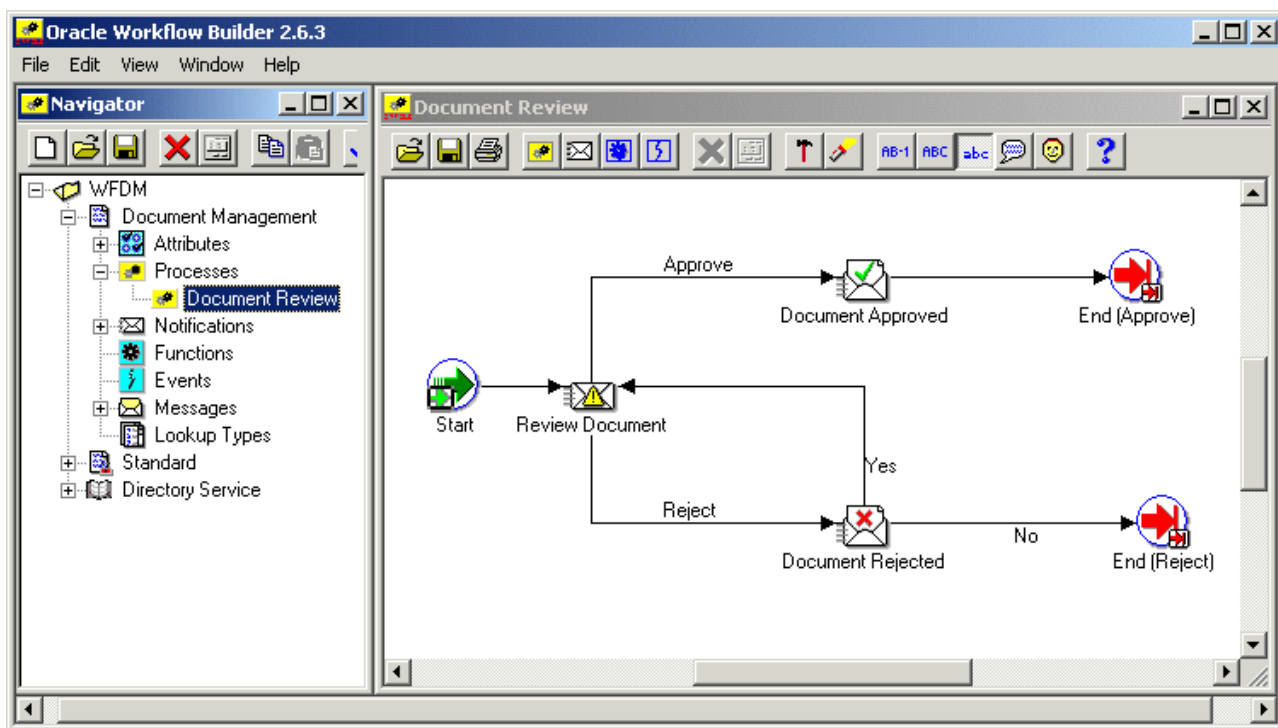 Oracle Workflow Builder 2.6.3
File Edit View Window Help
Navigator
WFDM
Document Management
Attributes
Processes
Document Review
Notifications
Functions
Events
Messages
Lookup Types
Standard
Directory Service
Document Review
AB-1 ABC abc
Approve
Document Approved
End (Approve)
Start
Review Document
Yes
Reject
Document Rejected
No
End (Reject)